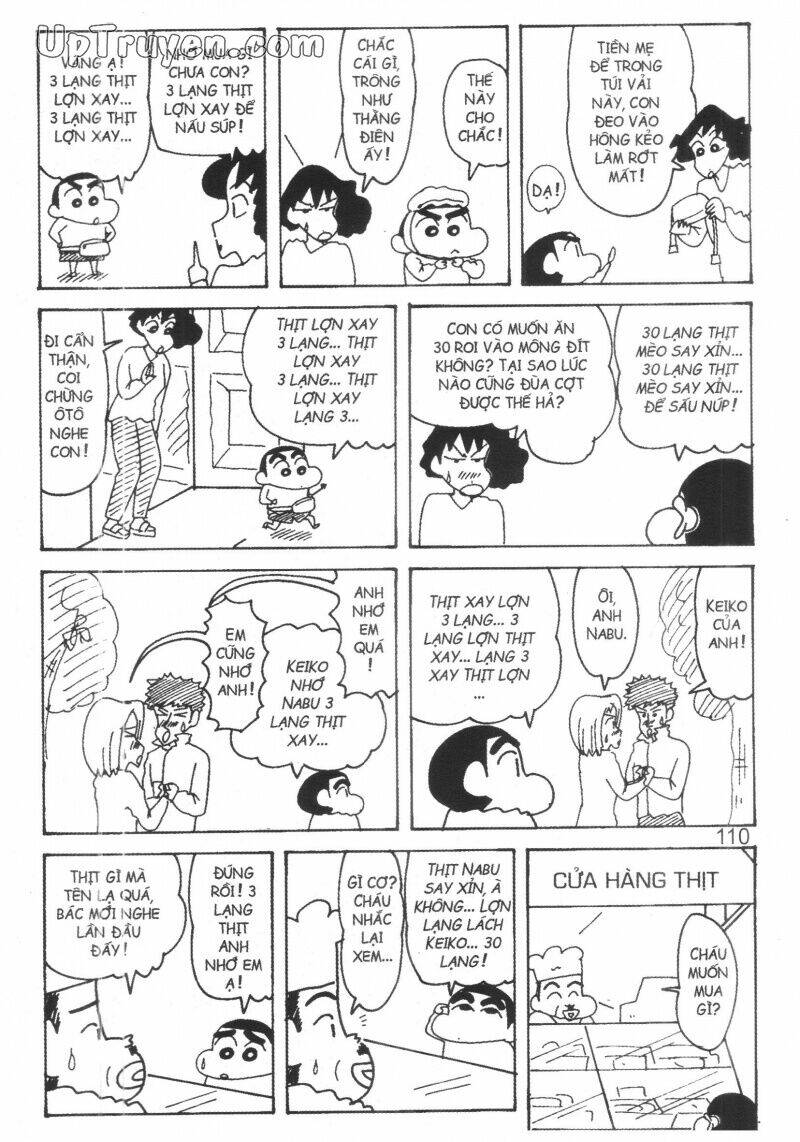 UpTruyen.com
TIỀN MẸ
ĐỂ TRONG
TÚI VẢI
NÀY, CON
ĐEO VÀO
HÔNG KẺO
LÀM RỚT
MẤT!
DẠ!
THẾ
NÀY CHO
CHẮC!
CHẮC
CÁI GÌ,
TRÔNG
NHƯ
THẰNG
ĐIÊN
ẤY!
NHỚ MUA GÌ
CHƯA CON?
3 LẠNG THỊT
LỢN XAY ĐỂ
NẤU SÚP!
VÂNG Ạ!
3 LẠNG THỊT
LỢN XAY...
3 LẠNG THỊT
LỢN XAY...
30 LẠNG THỊT
MÈO SAY XỈN...
30 LẠNG THỊT
MÈO SAY XỈN...
ĐỂ SẤU NÚP!
CON CÓ MUỐN ĂN
30 ROI VÀO MÔNG ĐÍT
KHÔNG? TẠI SAO LÚC
NÀO CŨNG ĐÙA CỢT
ĐƯỢC THẾ HẢ?
THỊT LỢN XAY
3 LẠNG... THỊT
LỢN XAY
3 LẠNG... THỊT
LỢN XAY
LẠNG 3...
ĐI CẨN
THẬN,
COI
CHỪNG
ÔTÔ
NGHE
CON!
KEIKO
CỦA
ANH!
ÔI,
ANH
NABU.
THỊT XAY LỢN
3 LẠNG... 3
LẠNG LỢN THỊT
XAY... LẠNG 3
XAY THỊT LỢN
...
ANH
NHỚ
EM
QUÁ
!
EM
CŨNG
NHỚ
ANH!
KEIKO
NHỚ
NABU 3
LẠNG THỊT
XAY...
110
CỬA HÀNG THỊT
CHÁU
MUỐN
MUA
GÌ?
THỊT NABU
SAY XỈN, À
KHÔNG... LỢN
LẠNG LÁCH
KEIKO... 30
LẠNG!
GÌ CƠ?
CHÁU
NHẮC
LẠI
XEM...
ĐÚNG
RỒI! 3
LẠNG
THỊT
ANH
NHỚ EM
Ạ!
THỊT GÌ MÀ
TÊN LẠ QUÁ,
BÁC MỚI NGHE
LẦN ĐẦU
ĐẤY!